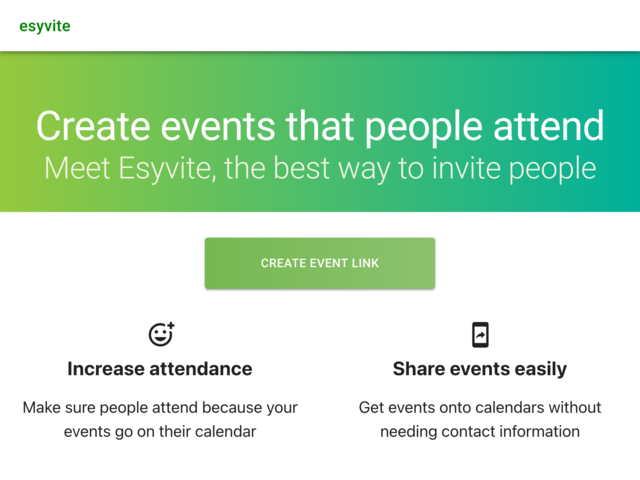 esyvite
Create events that people attend
Meet Esyvite, the best way to invite people
CREATE EVENT LINK
Increase attendance
Make sure people attend because your
events go on their calendar
Share events easily
Get events onto calendars without
needing contact information